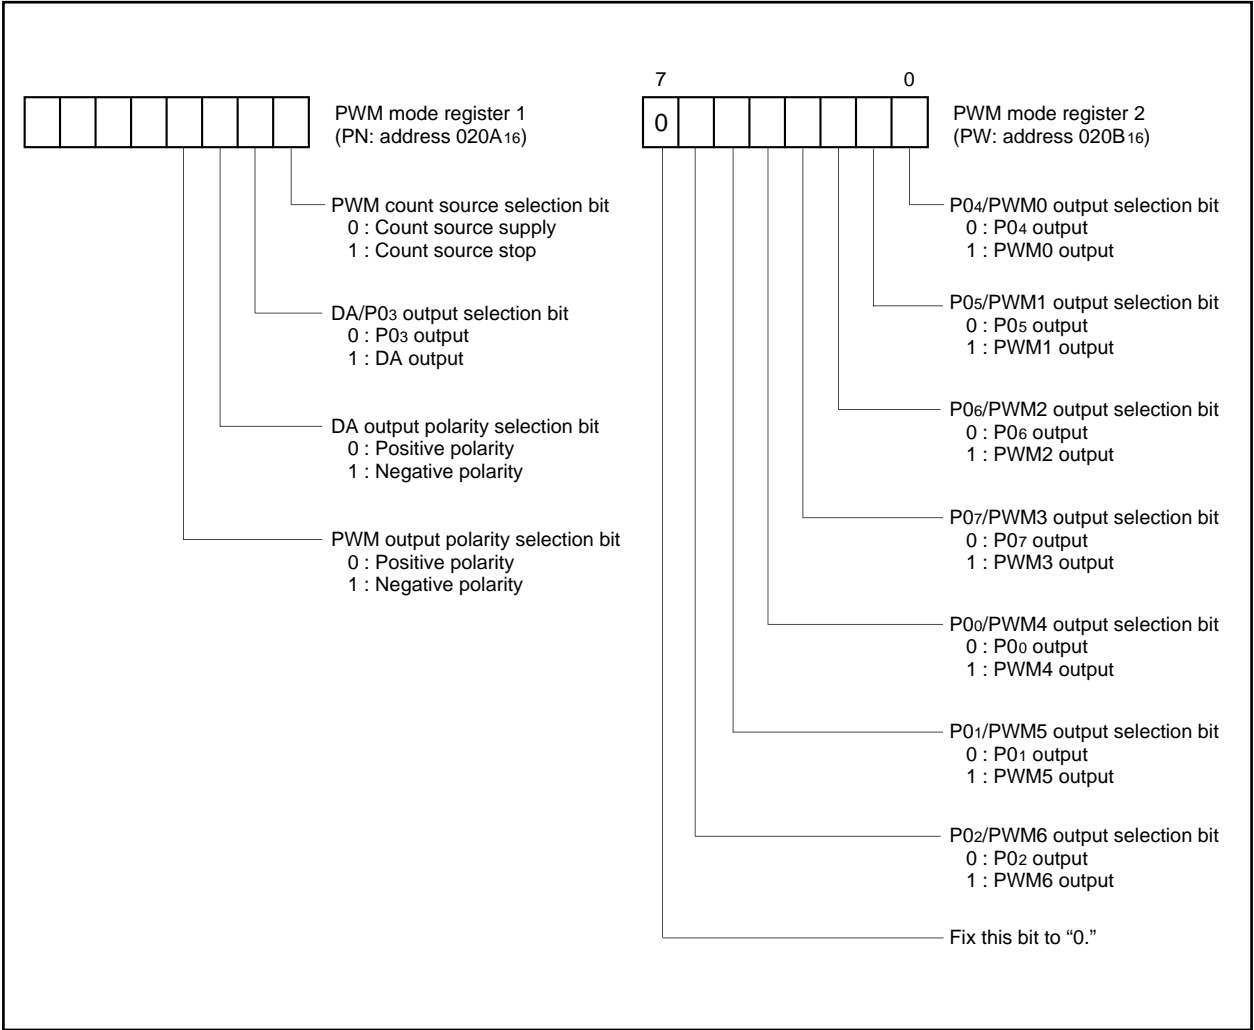 PWM mode register 1
(PN: address 020A16)
PWM count source selection bit
0 : Count source supply
1 : Count source stop
DA/P03 output selection bit
0 : P03 output
1 : DA output
DA output polarity selection bit
0 : Positive polarity
1 : Negative polarity
PWM output polarity selection bit
0 : Positive polarity
1 : Negative polarity
7 0
0
PWM mode register 2
(PW: address 020B16)
P04/PWM0 output selection bit
0 : P04 output
1 : PWM0 output
P05/PWM1 output selection bit
0 : P05 output
1 : PWM1 output
P06/PWM2 output selection bit
0 : P06 output
1 : PWM2 output
P07/PWM3 output selection bit
0 : P07 output
1 : PWM3 output
P00/PWM4 output selection bit
0 : P00 output
1 : PWM4 output
P01/PWM5 output selection bit
0 : P01 output
1 : PWM5 output
P02/PWM6 output selection bit
0 : P02 output
1 : PWM6 output
Fix this bit to “0.”